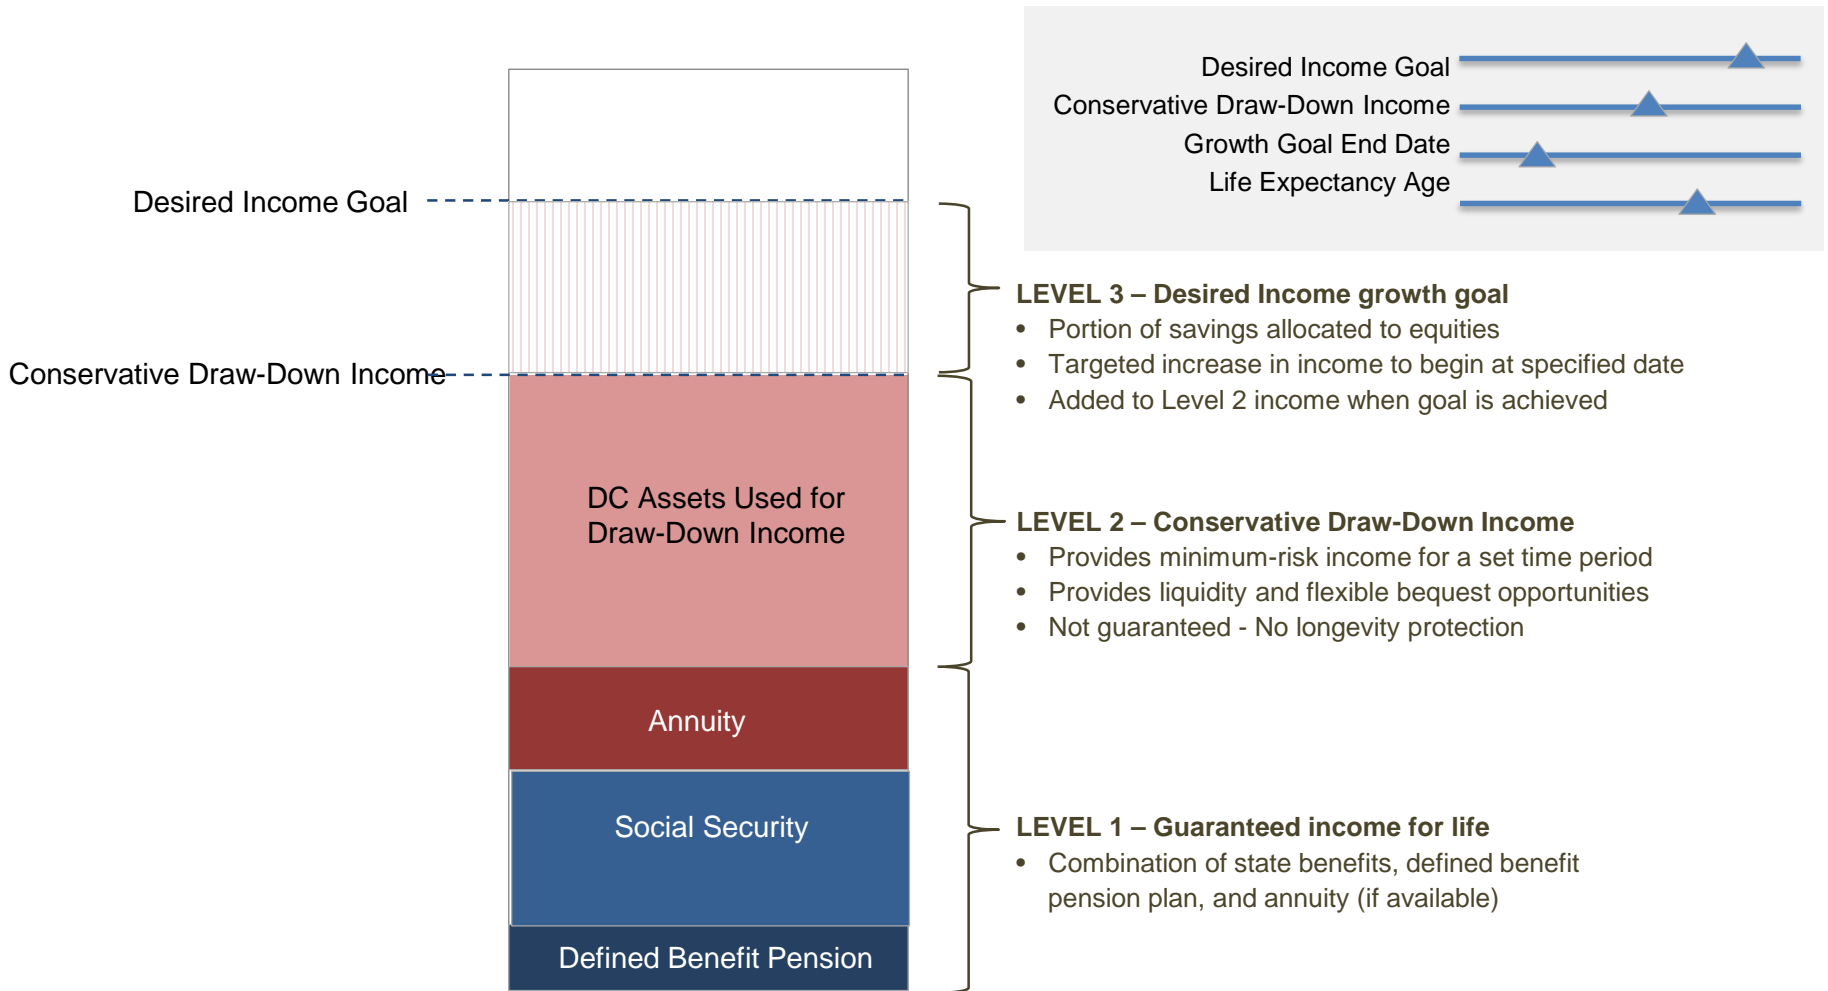 Desired Income Goal
Conservative Draw-Down Income
Growth Goal End Date
Life Expectancy Age
Desired Income Goal
Conservative Draw-Down Income
DC Assets Used for
Draw-Down Income
Annuity
Social Security
Defined Benefit Pension
LEVEL 3 – Desired Income growth goal
• Portion of savings allocated to equities
• Targeted increase in income to begin at specified date
• Added to Level 2 income when goal is achieved
LEVEL 2 – Conservative Draw-Down Income
• Provides minimum-risk income for a set time period
• Provides liquidity and flexible bequest opportunities
• Not guaranteed - No longevity protection
LEVEL 1 – Guaranteed income for life
• Combination of state benefits, defined benefit
pension plan, and annuity (if available)